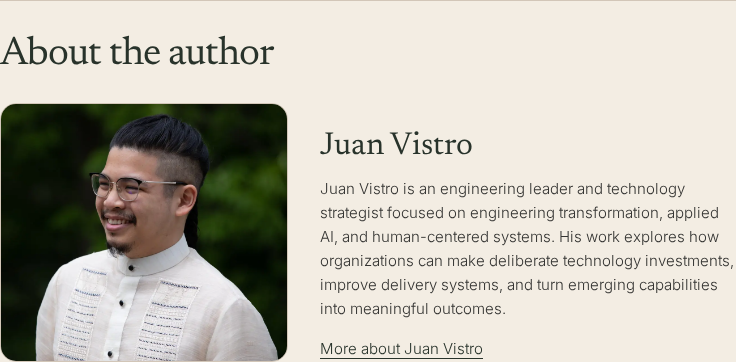 About the author
Juan Vistro
Juan Vistro is an engineering leader and technology
strategist focused on engineering transformation, applied
AI, and human-centered systems. His work explores how
organizations can make deliberate technology investments,
improve delivery systems, and turn emerging capabilities
into meaningful outcomes.
More about Juan Vistro